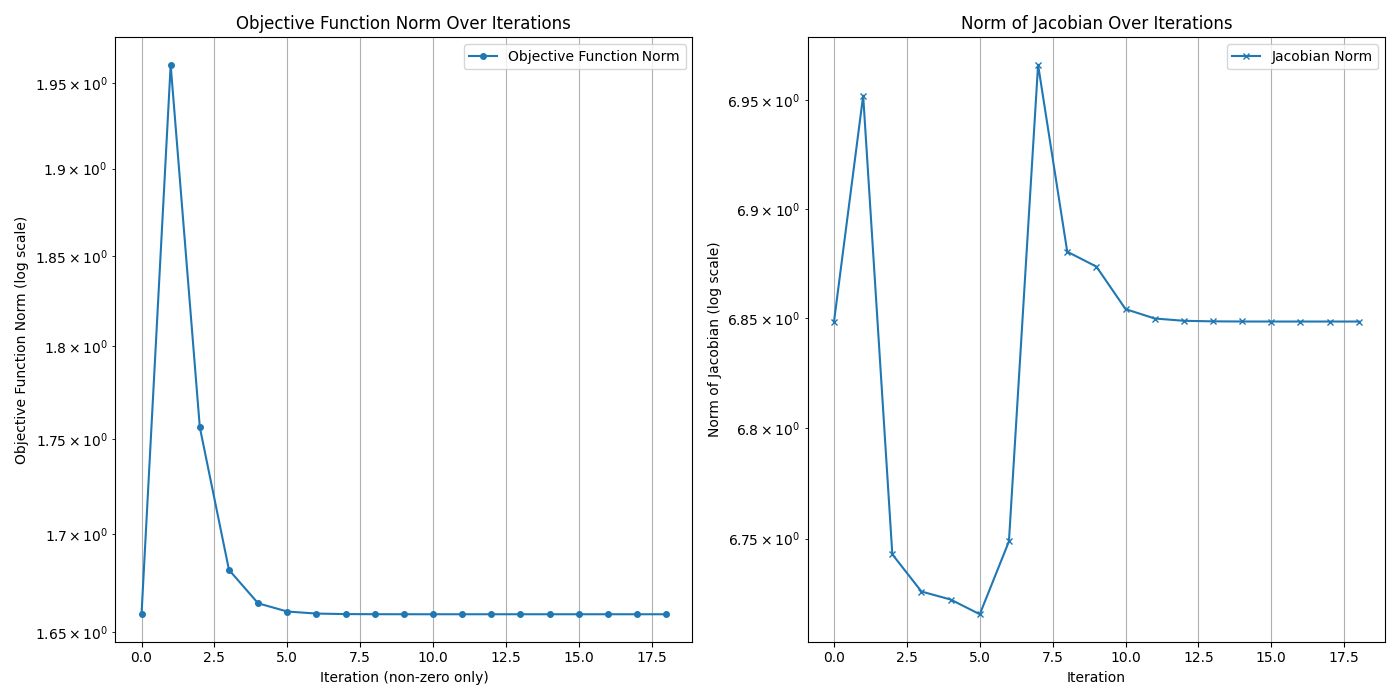 Objective Function Norm Over Iterations
Objective Function Norm
1.95 × 10⁰
1.9 × 10⁰
1.85 × 10⁰
1.8 × 10⁰
1.75 × 10⁰
1.7 × 10⁰
1.65 × 10⁰
Objective Function Norm (log scale)
0.0 2.5 5.0 7.5 10.0 12.5 15.0 17.5
Iteration (non-zero only)
Norm of Jacobian Over Iterations
Jacobian Norm
6.95 × 10⁰
6.9 × 10⁰
6.85 × 10⁰
6.8 × 10⁰
6.75 × 10⁰
Norm of Jacobian (log scale)
0.0 2.5 5.0 7.5 10.0 12.5 15.0 17.5
Iteration